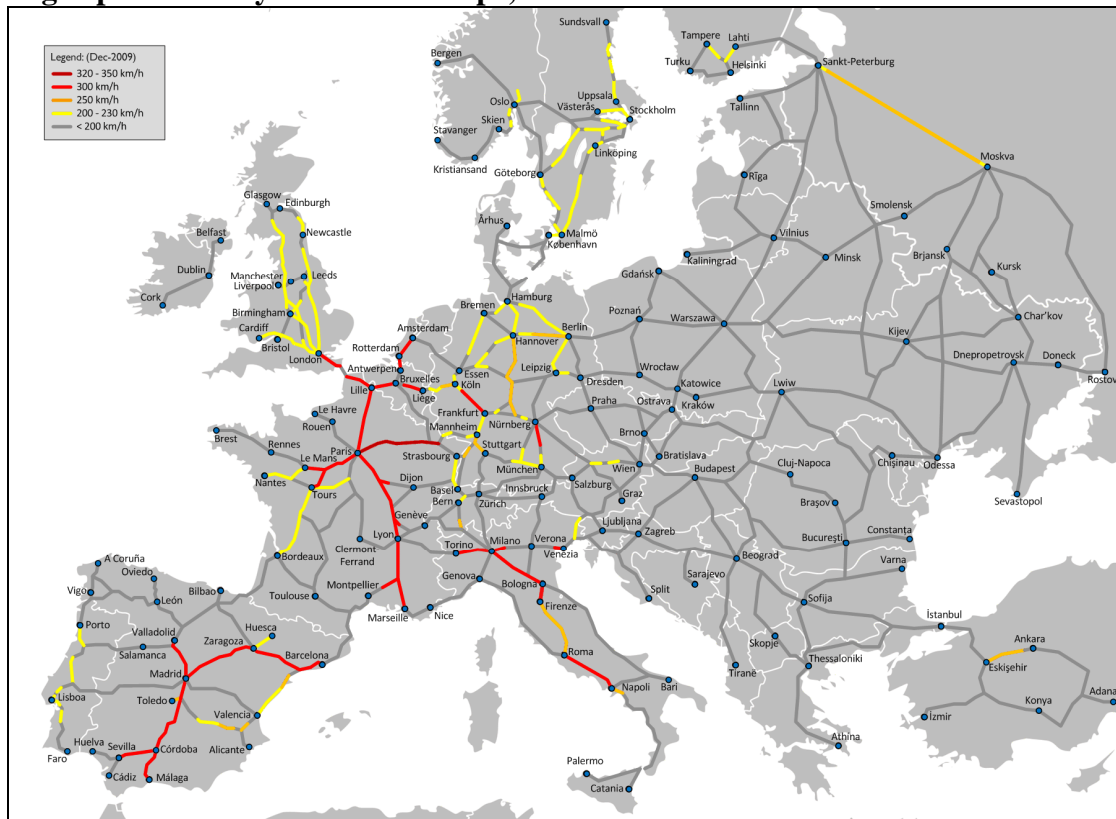 Legend: (Dec-2009)
320 - 350 km/h
300 km/h
250 km/h
200 - 230 km/h
< 200 km/h
Sundsvall
Bergen
Tampere
Lahti
Turku
Helsinki
Sankt-Peterburg
Oslo
Uppsala
Västerås
Stockholm
Tallinn
Skien
Stavanger
Linköping
Kristiansand
Göteborg
Moskva
Rīga
Glasgow
Edinburgh
Smolensk
Århus
Newcastle
Belfast
Malmö
København
Vilnius
Minsk
Kaliningrad
Brjansk
Kursk
Dublin
Manchester
Leeds
Liverpool
Gdańsk
Cork
Hamburg
Bremen
Birmingham
Cardiff
Bristol
London
Amsterdam
Rotterdam
Hannover
Berlin
Poznań
Warszawa
Char'kov
Kijev
Antwerpen
Bruxelles
Essen
Köln
Leipzig
Dresden
Wrocław
Katowice
Kraków
Lwiw
Dnepropetrovsk
Doneck
Rostov
Lille
Liège
Le Havre
Rouen
Frankfurt
Nürnberg
Praha
Ostrava
Brest
Rennes
Le Mans
Paris
Mannheim
Stuttgart
Strasbourg
Brno
Bratislava
Wien
Budapest
Cluj-Napoca
Chişinau
Odessa
Sevastopol
Nantes
Tours
Dijon
Basel
Bern
Zürich
München
Innsbruck
Salzburg
Graz
Genève
Ljubljana
Zagreb
Braşov
Bucureşti
Constanţa
Varna
Bordeaux
Clermont
Ferrand
Lyon
Torino
Milano
Verona
Venezia
Beograd
A Coruña
Oviedo
Vigo
León
Bilbao
Toulouse
Montpellier
Marseille
Nice
Genova
Bologna
Firenze
Split
Sarajevo
Sofija
Porto
Valladolid
Salamanca
Zaragoza
Huesca
Barcelona
Roma
Skopje
Tiranë
Thessaloniki
İstanbul
Ankara
Eskişehir
Madrid
Toledo
Lisboa
Valencia
Napoli
Bari
Konya
Adana
İzmir
Huelva
Sevilla
Córdoba
Alicante
Faro
Cádiz
Málaga
Athína
Palermo
Catania